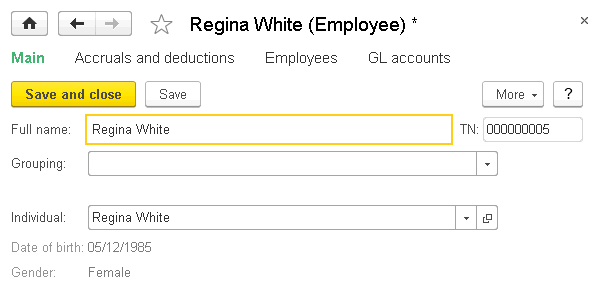 Regina White (Employee) *
Main Accruals and deductions Employees GL accounts
Save and close Save More ?
Full name: Regina White TN: 000000005
Grouping:
Individual: Regina White
Date of birth: 05/12/1985
Gender: Female